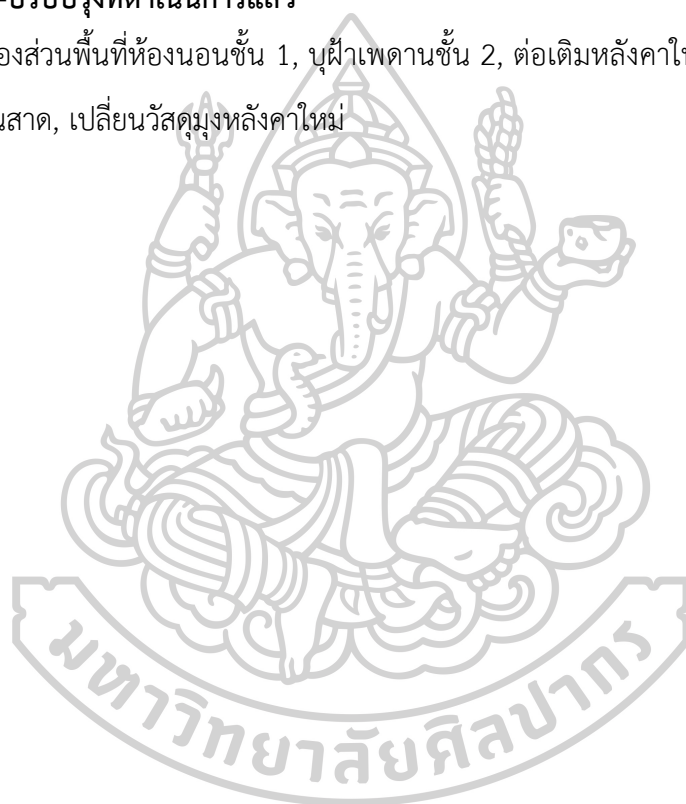 -ปรับปรุงที่ดำเนินการแล้ว
องส่วนพื้นที่ห้องนอนชั้น 1, บุฝ้าเพดานชั้น 2, ต่อเติมหลังคาให
นสาด, เปลี่ยนวัสดุมุงหลังคาใหม่
มหาวิทยาลัยศิลปากร